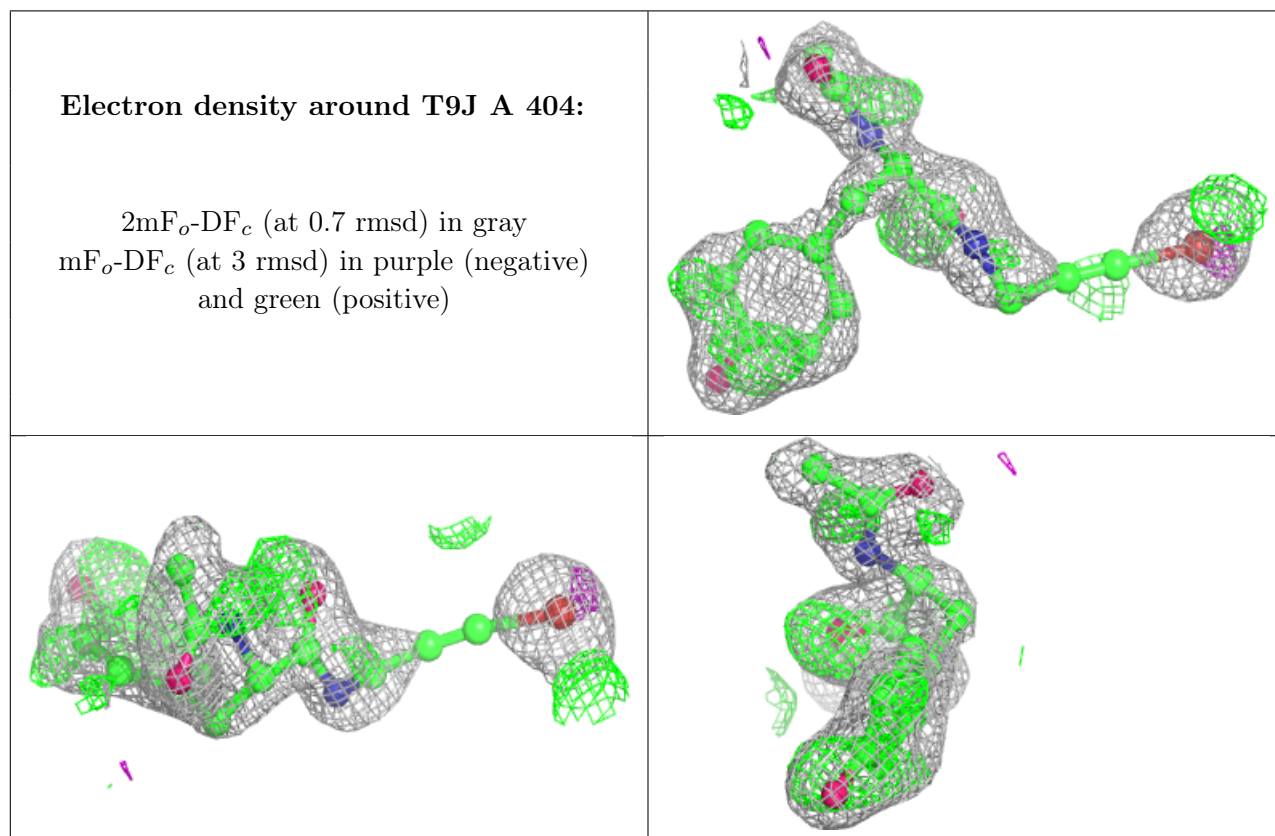 Electron density around T9J A 404:
2mFo-DFc (at 0.7 rmsd) in gray
mFo-DFc (at 3 rmsd) in purple (negative)
and green (positive)